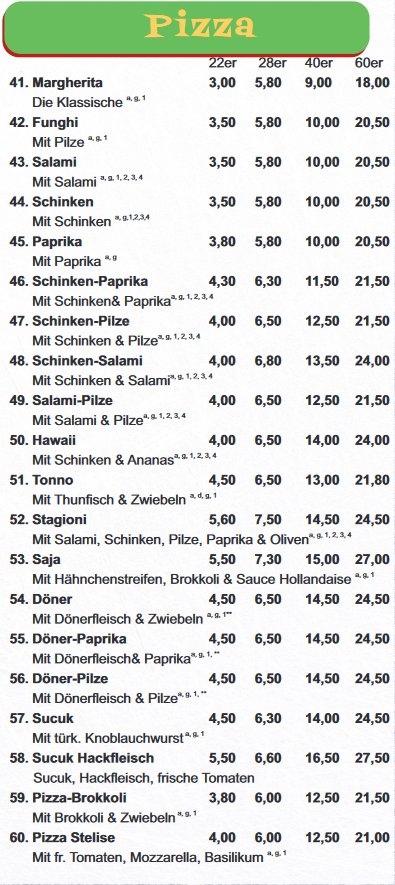 Pizza
22er 28er 40er 60er
41. Margherita 3,00 5,80 9,00 18,00
Die Klassische a, g, 1
42. Funghi 3,50 5,80 10,00 20,50
Mit Pilze a, g, 1
43. Salami 3,50 5,80 10,00 20,50
Mit Salami a, g, 1, 2, 3, 4
44. Schinken 3,50 5,80 10,00 20,50
Mit Schinken a, g,1,2,3,4
45. Paprika 3,80 5,80 10,00 20,50
Mit Paprika a, g
46. Schinken-Paprika 4,30 6,30 11,50 21,50
Mit Schinken& Paprikaa, g, 1, 2, 3, 4
47. Schinken-Pilze 4,00 6,50 12,50 21,50
Mit Schinken & Pilzea, g, 1, 2, 3, 4
48. Schinken-Salami 4,00 6,80 13,50 24,00
Mit Schinken & Salamia, g, 1, 2, 3, 4
49. Salami-Pilze 4,00 6,50 12,50 21,50
Mit Salami & Pilzea, g, 1, 2, 3, 4
50. Hawaii 4,00 6,50 14,00 24,00
Mit Schinken & Ananasa, g, 1, 2, 3, 4
51. Tonno 4,50 6,50 13,00 21,80
Mit Thunfisch & Zwiebeln a, d, g, 1
52. Stagioni 5,60 7,50 14,50 24,50
Mit Salami, Schinken, Pilze, Paprika & Olivena, g, 1, 2, 3, 4
53. Saja 5,50 7,30 15,00 27,00
Mit Hähnchenstreifen, Brokkoli & Sauce Hollandaise a, g, 1
54. Döner 4,50 6,50 14,50 24,50
Mit Dönerfleisch & Zwiebeln a, g, 1**
55. Döner-Paprika 4,50 6,50 14,50 24,50
Mit Dönerfleisch& Paprikaa, g, 1, **
56. Döner-Pilze 4,50 6,50 14,50 24,50
Mit Dönerfleisch & Pilzea, g, 1, **
57. Sucuk 4,50 6,30 14,00 24,50
Mit türk. Knoblauchwurst a, g, 1
58. Sucuk Hackfleisch 5,50 6,60 16,50 27,50
Sucuk, Hackfleisch, frische Tomaten
59. Pizza-Brokkoli 3,80 6,00 12,50 21,50
Mit Brokkoli & Zwiebeln a, g, 1
60. Pizza Stelise 4,00 6,00 12,50 21,00
Mit fr. Tomaten, Mozzarella, Basilikum a, g, 1